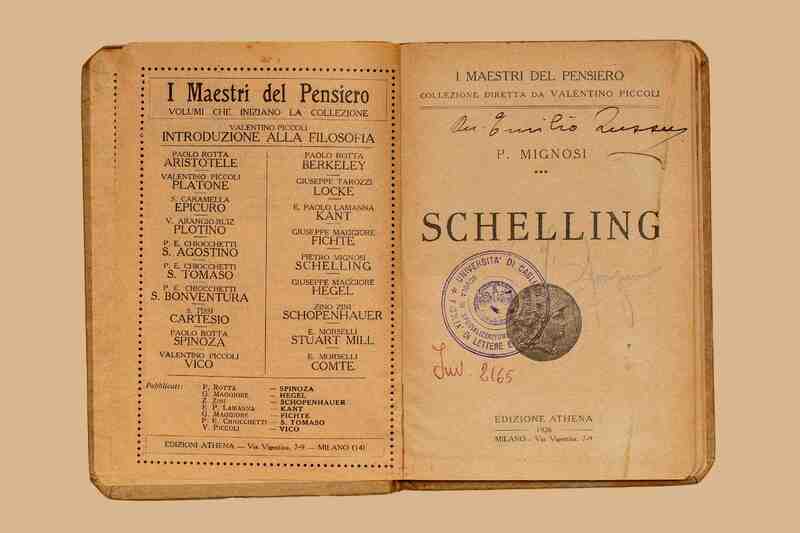 I Maestri del Pensiero
VOLUMI CHE INIZIANO LA COLLEZIONE
VALENTINO PICCOLI
INTRODUZIONE ALLA FILOSOFIA
PAOLO ROTTA
ARISTOTELE
VALENTINO PICCOLI
PLATONE
S. CARAMELLA
EPICURO
V. ARANGIO-RUIZ
PLOTINO
P. E. CHIOCCHETTI
S. AGOSTINO
P. E. CHIOCCHETTI
S. TOMASO
P. E. CHIOCCHETTI
S. BONVENTURA
S. TISSI
CARTESIO
PAOLO ROTTA
SPINOZA
VALENTINO PICCOLI
VICO
PAOLO ROTTA
BERKELEY
GIUSEPPE TAROZZI
LOCKE
E. PAOLO LAMANNA
KANT
GIUSEPPE MAGGIORE
FICHTE
PIETRO MIGNOSI
SCHELLING
GIUSEPPE MAGGIORE
HEGEL
ZINO ZINI
SCHOPENHAUER
E. MORSELLI
STUART MILL
E. MORSELLI
COMTE
Pubblicati:
P. ROTTA — SPINOZA
G. MAGGIORE — HEGEL
Z. ZINI — SCHOPENHAUER
E. P. LAMANNA — KANT
G. MAGGIORE — FICHTE
P. E. CHIOCCHETTI — S. TOMASO
V. PICCOLI — VICO
EDIZIONI ATHENA — Via Vigentina, 7-9 — MILANO (14)
I MAESTRI DEL PENSIERO
COLLEZIONE DIRETTA DA VALENTINO PICCOLI
Emilio Lussu
P. MIGNOSI
SCHELLING
UNIVERSITA' DI
FACOLTA' DI LETTERE E
Inv. 2165
EDIZIONE ATHENA
1926
MILANO - Via Vigentina, 7-9